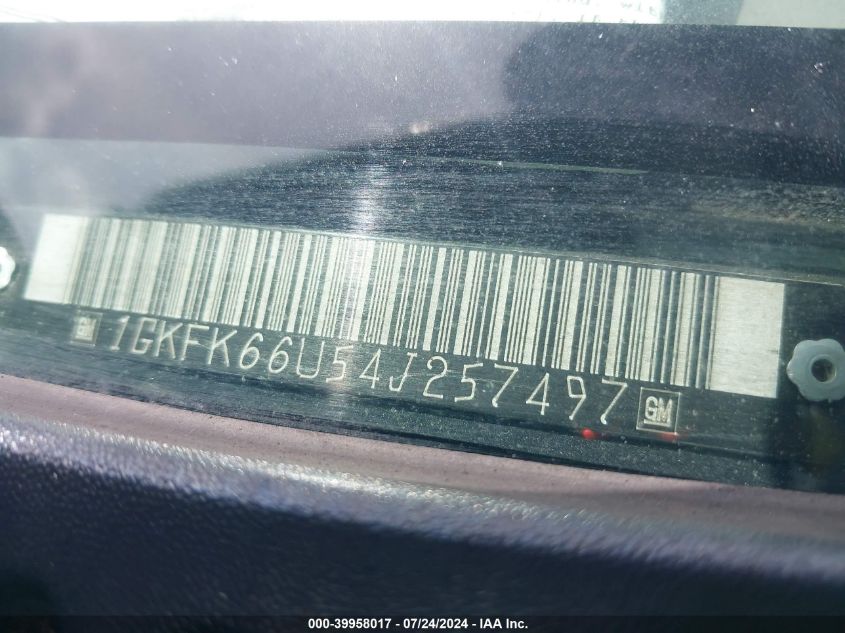 GM 1GKFK66U54J257497 GM
000-39958017 / 07/24/2024 - IAA Inc.